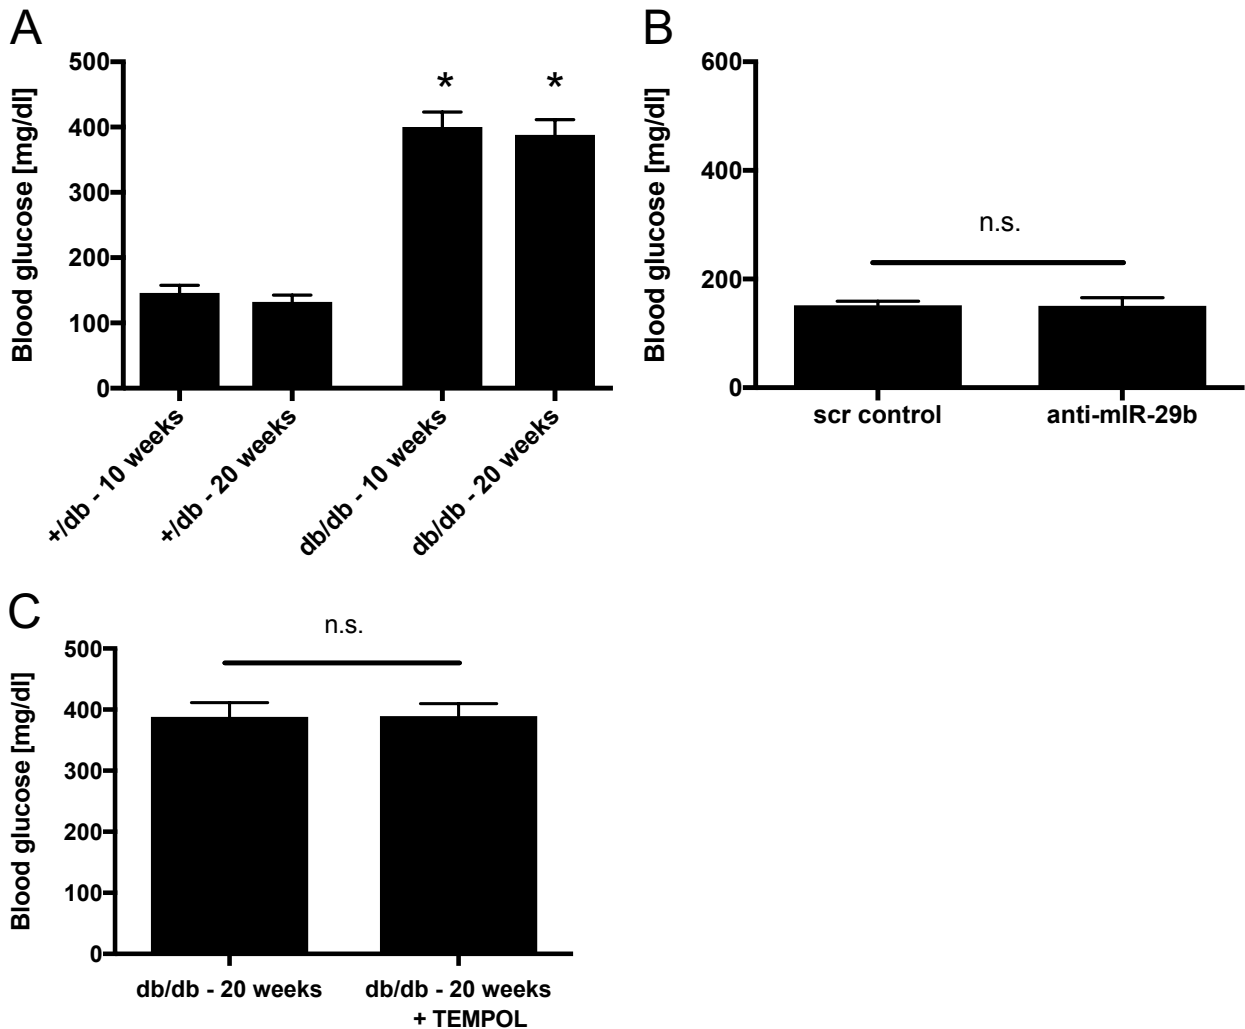 A
Blood glucose [mg/dl]
500
400
300
200
100
0
*
*
+/db - 10 weeks
+/db - 20 weeks
db/db - 10 weeks
db/db - 20 weeks
B
Blood glucose [mg/dl]
600
400
200
0
n.s.
scr control
anti-mIR-29b
C
Blood glucose [mg/dl]
500
400
300
200
100
0
n.s.
db/db - 20 weeks
db/db - 20 weeks
+ TEMPOL